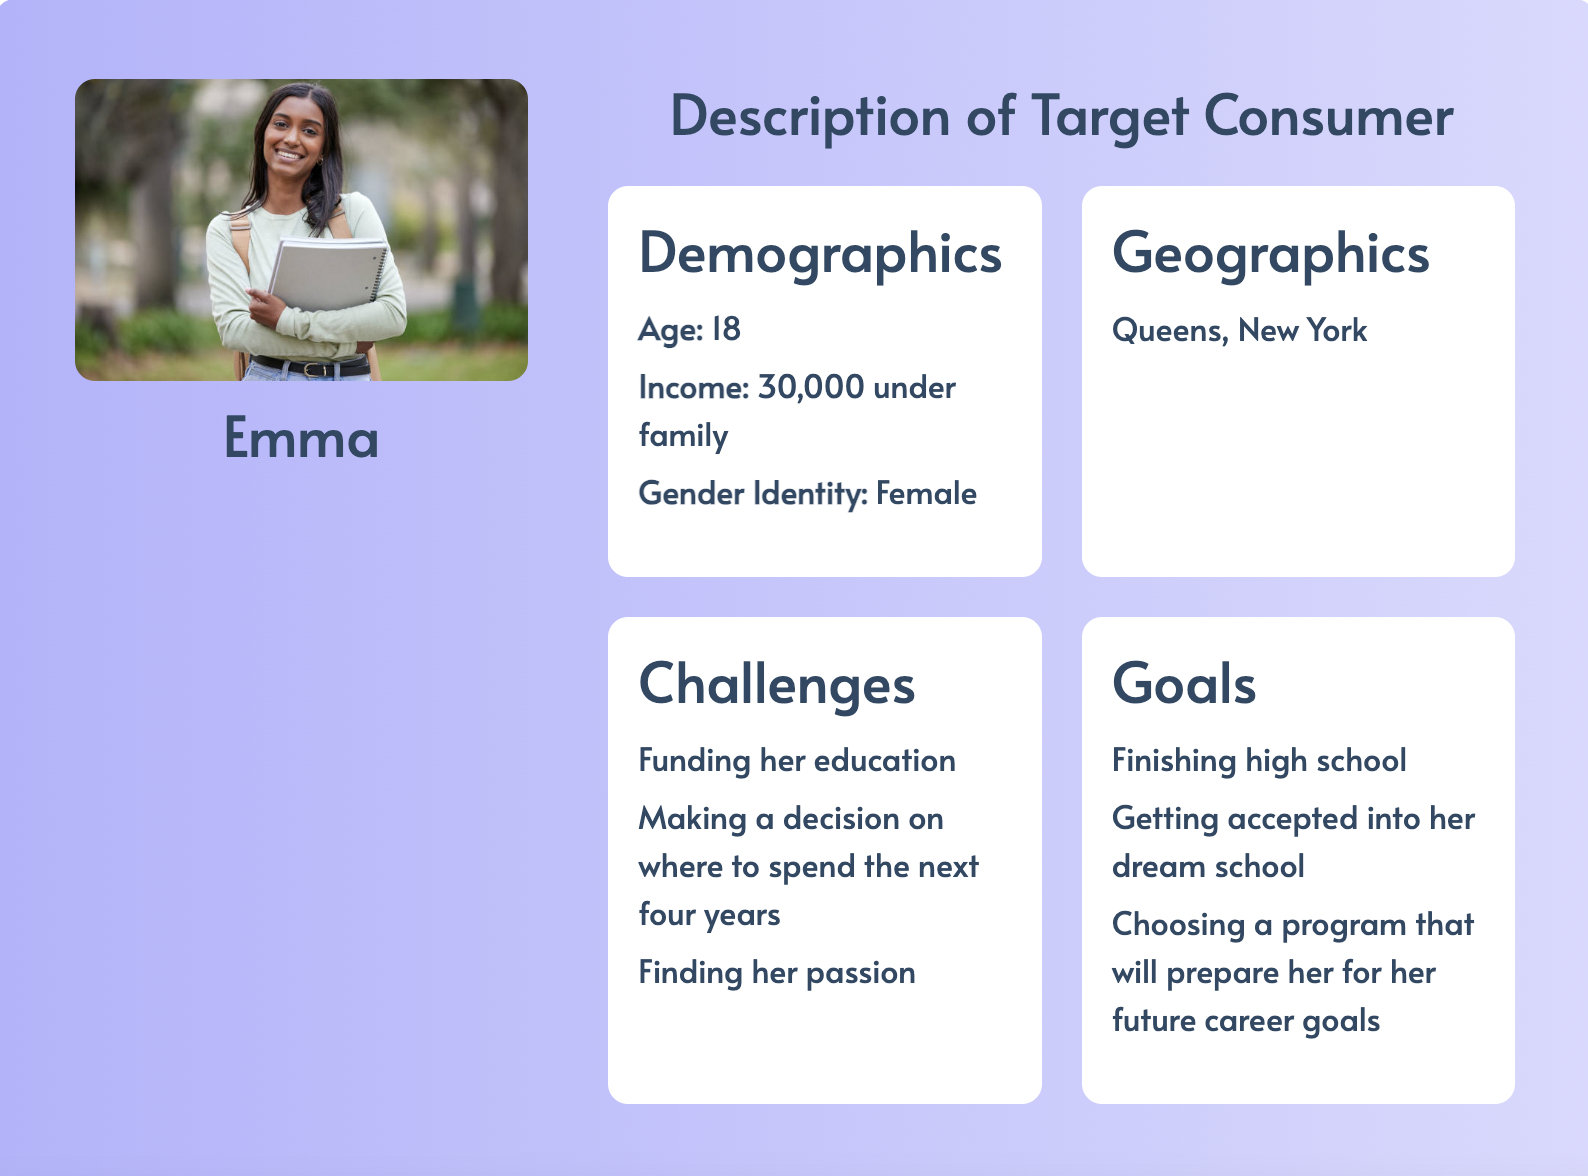 Description of Target Consumer
Emma
Demographics
Age: 18
Income: 30,000 under
family
Gender Identity: Female
Geographics
Queens, New York
Challenges
Funding her education
Making a decision on
where to spend the next
four years
Finding her passion
Goals
Finishing high school
Getting accepted into her
dream school
Choosing a program that
will prepare her for her
future career goals